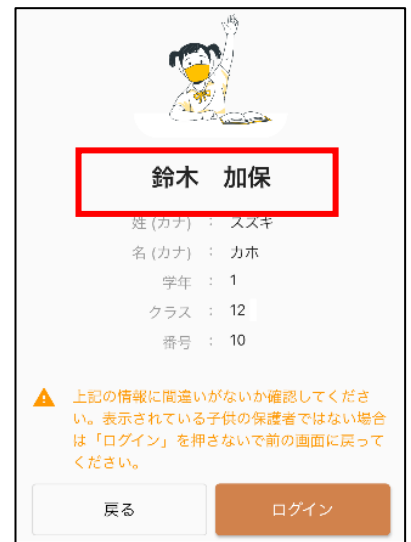 鈴木　加保
姓 (カナ) ： スズキ
名 (カナ) ： カホ
学年 ： 1
クラス ： 12
番号 ： 10
上記の情報に間違いがないか確認してくださ
い。表示されている子供の保護者ではない場合
は「ログイン」を押さないで前の画面に戻って
ください。
戻る
ログイン